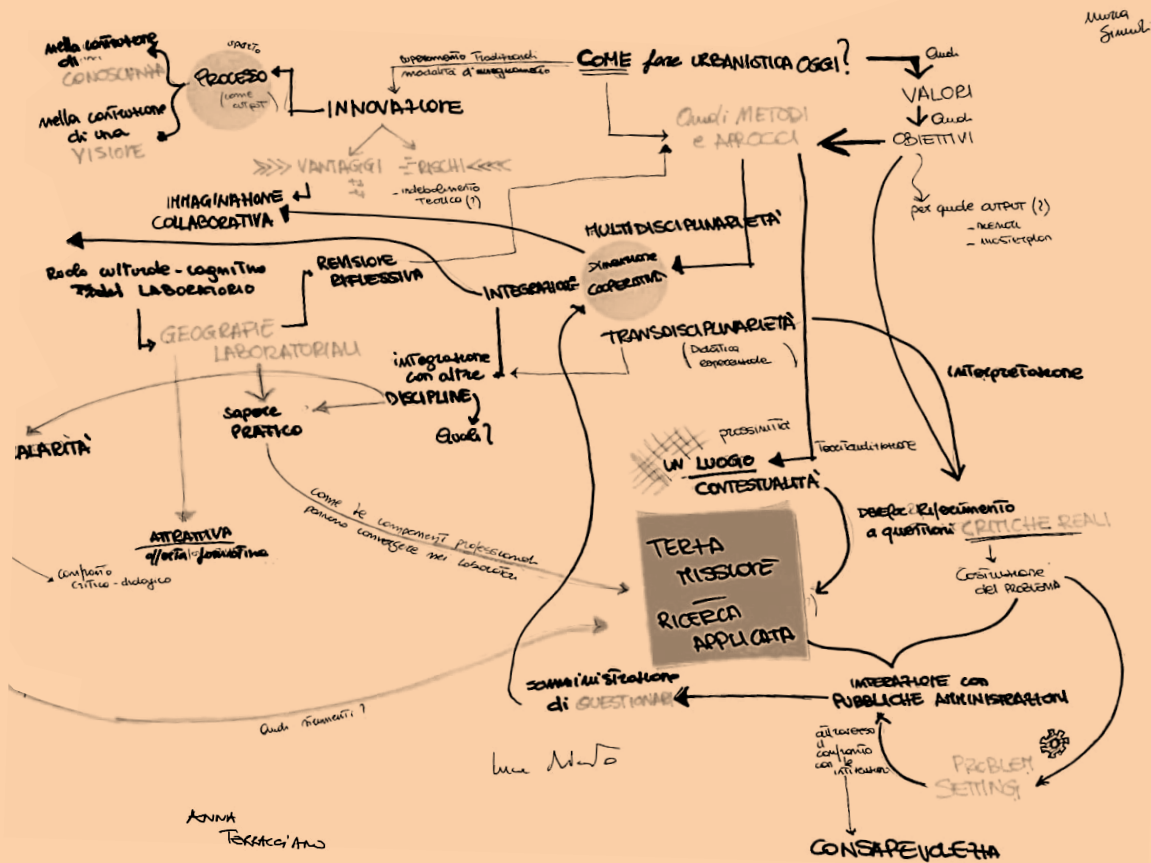 nella costruzione
di una
CONOSCENZA
nella costruzione
di una
VISIONE
aperto
PROCESSO
(come
output)
superamento tradizionali
modalità d'insegnamento
INNOVAZIONE
>>> VANTAGGI
++
++
RISCHI <<<<
- indebolimento
teorico (?)
COME fare URBANISTICA OGGI?
Quali
VALORI
Quali
OBIETTIVI
per quale OUTPUT (?)
- masterplan
Quali METODI
e APPROCCI
IMMAGINAZIONE
COLLABORATIVA
MULTIDISCIPLINARIETÀ
Dimensione
COOPERATIVA
INTEGRAZIONE
TRANSDISCIPLINARIETÀ
(Didattica
esperienziale)
Ruolo culturale-cognitivo
del LABORATORIO
REVISIONE
RIFLESSIVA
GEOGRAFIE
LABORATORIALI
integrazione
con altre
DISCIPLINE
Quali?
sapere
PRATICO
ALARITÀ
ATTRATTIVA
offerta formativa
confronto
critico-dialogico
come le componenti professionali
possono convergere nei laboratori
INTERPRETAZIONE
prossimità
UN LUOGO
CONTESTUALITÀ
Territorializzazione
Riferimento
a questioni CRITICHE REALI
Costruzione
del PROBLEMA
TERZA
MISSIONE
—
RICERCA
APPLICATA
(?)
INTERAZIONE con
PUBBLICHE AMMINISTRAZIONI
somministrazione
di QUESTIONARI
Quali strumenti?
attraverso
il
confronto
con le
istituzioni
PROBLEM
SETTING
CONSAPEVOLEZZA
ANNA
TERRACCIANO